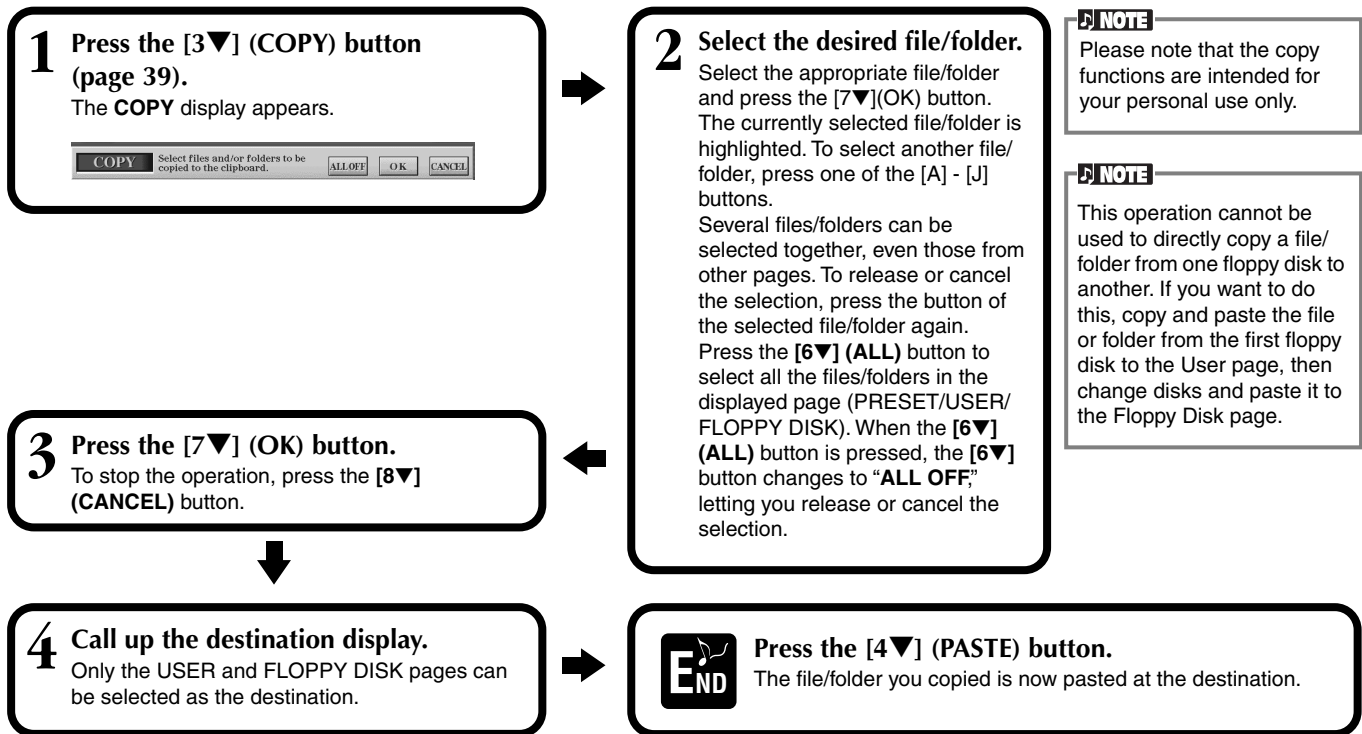 1 Press the [3▼] (COPY) button
(page 39).
The COPY display appears.
COPY Select files and/or folders to be
copied to the clipboard. ALL OFF OK CANCEL
2 Select the desired file/folder.
Select the appropriate file/folder
and press the [7▼](OK) button.
The currently selected file/folder is
highlighted. To select another file/
folder, press one of the [A] - [J]
buttons.
Several files/folders can be
selected together, even those from
other pages. To release or cancel
the selection, press the button of
the selected file/folder again.
Press the [6▼] (ALL) button to
select all the files/folders in the
displayed page (PRESET/USER/
FLOPPY DISK). When the [6▼]
(ALL) button is pressed, the [6▼]
button changes to “ALL OFF,”
letting you release or cancel the
selection.
NOTE
Please note that the copy
functions are intended for
your personal use only.
NOTE
This operation cannot be
used to directly copy a file/
folder from one floppy disk to
another. If you want to do
this, copy and paste the file
or folder from the first floppy
disk to the User page, then
change disks and paste it to
the Floppy Disk page.
3 Press the [7▼] (OK) button.
To stop the operation, press the [8▼]
(CANCEL) button.
4 Call up the destination display.
Only the USER and FLOPPY DISK pages can
be selected as the destination.
END Press the [4▼] (PASTE) button.
The file/folder you copied is now pasted at the destination.